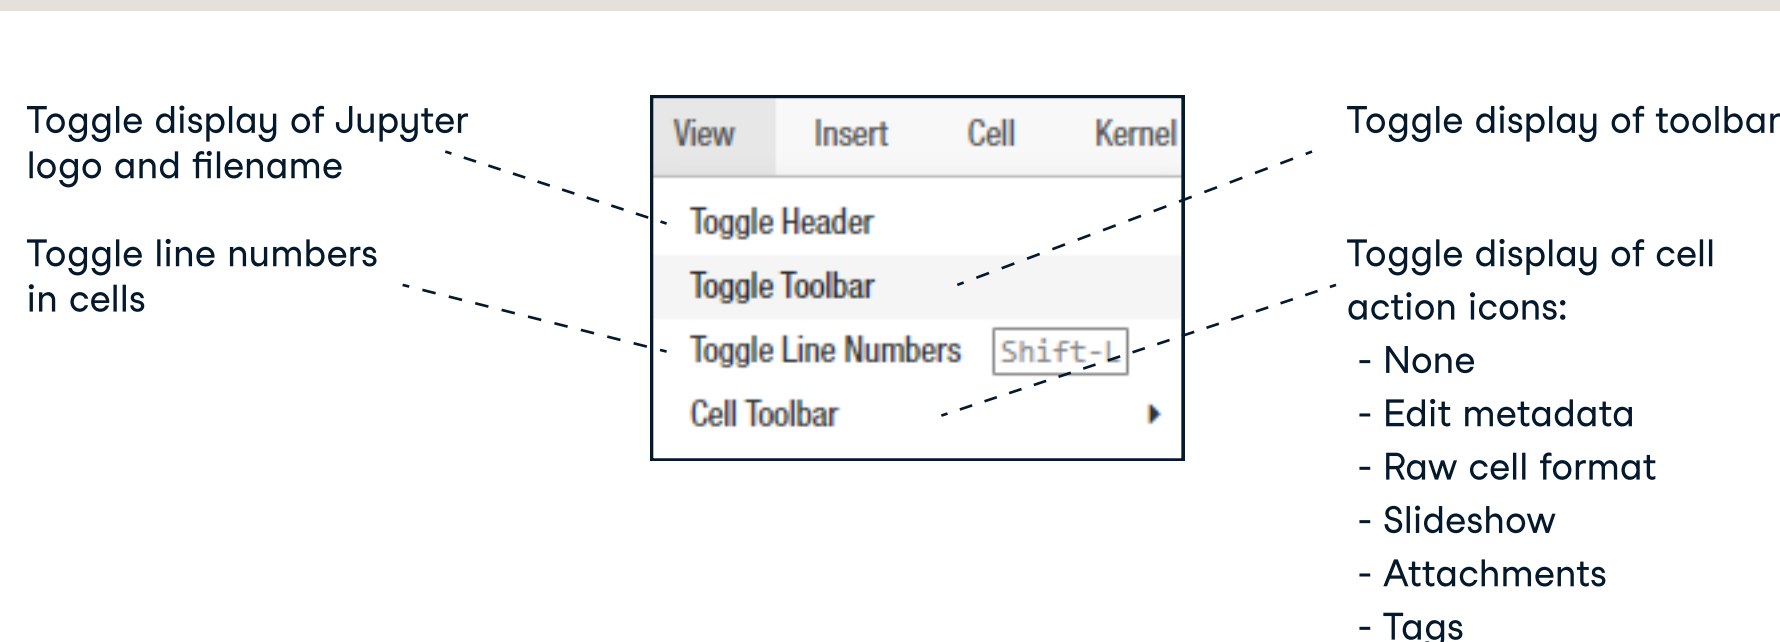 Toggle display of Jupyter
logo and filename
Toggle line numbers
in cells
View Insert Cell Kernel
Toggle Header
Toggle Toolbar
Toggle Line Numbers Shift-L
Cell Toolbar
Toggle display of toolbar
Toggle display of cell
action icons:
- None
- Edit metadata
- Raw cell format
- Slideshow
- Attachments
- Tags